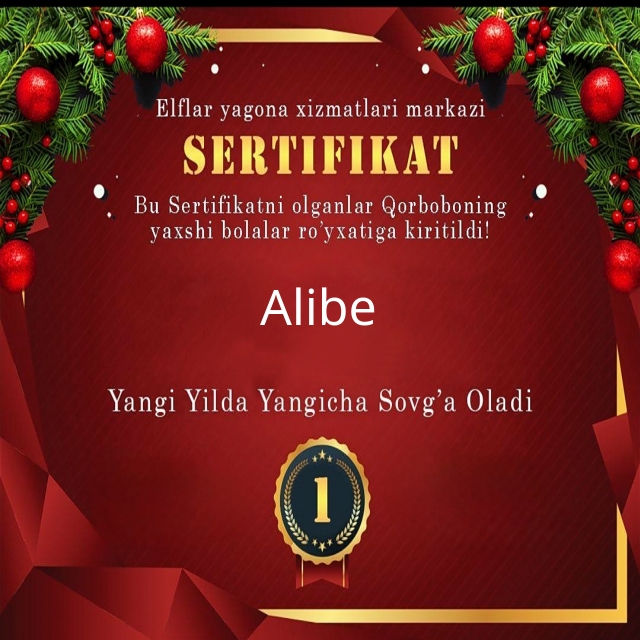 Elflar yagona xizmatlari markazi
SERTIFIKAT
Bu Sertifikatni olganlar Qorboboning
yaxshi bolalar ro'yxatiga kiritildi!
Alibe
Yangi Yilda Yangicha Sovg'a Oladi
1